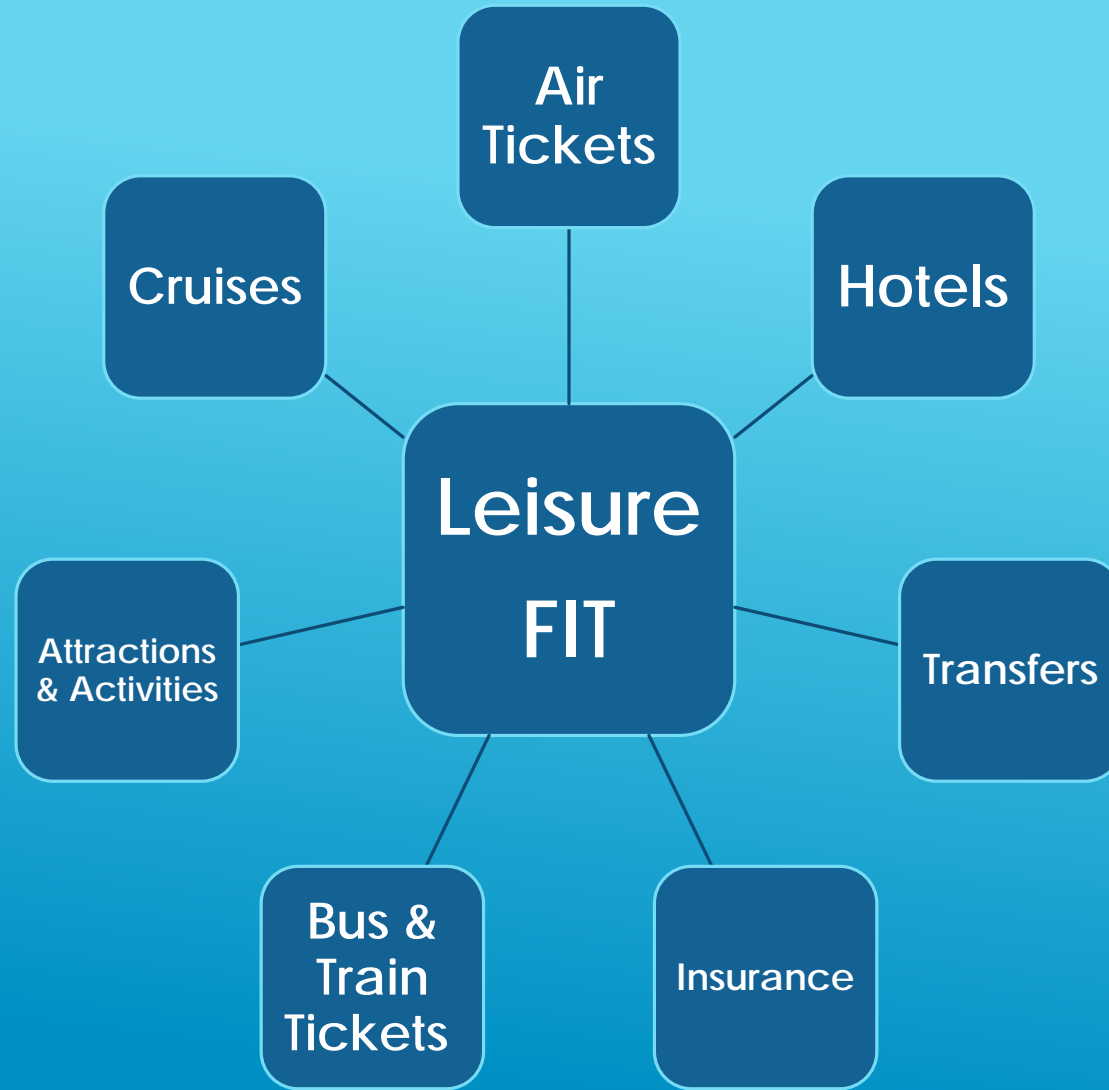 Air
Tickets
Hotels
Transfers
Insurance
Bus &
Train
Tickets
Attractions
& Activities
Cruises
Leisure
FIT